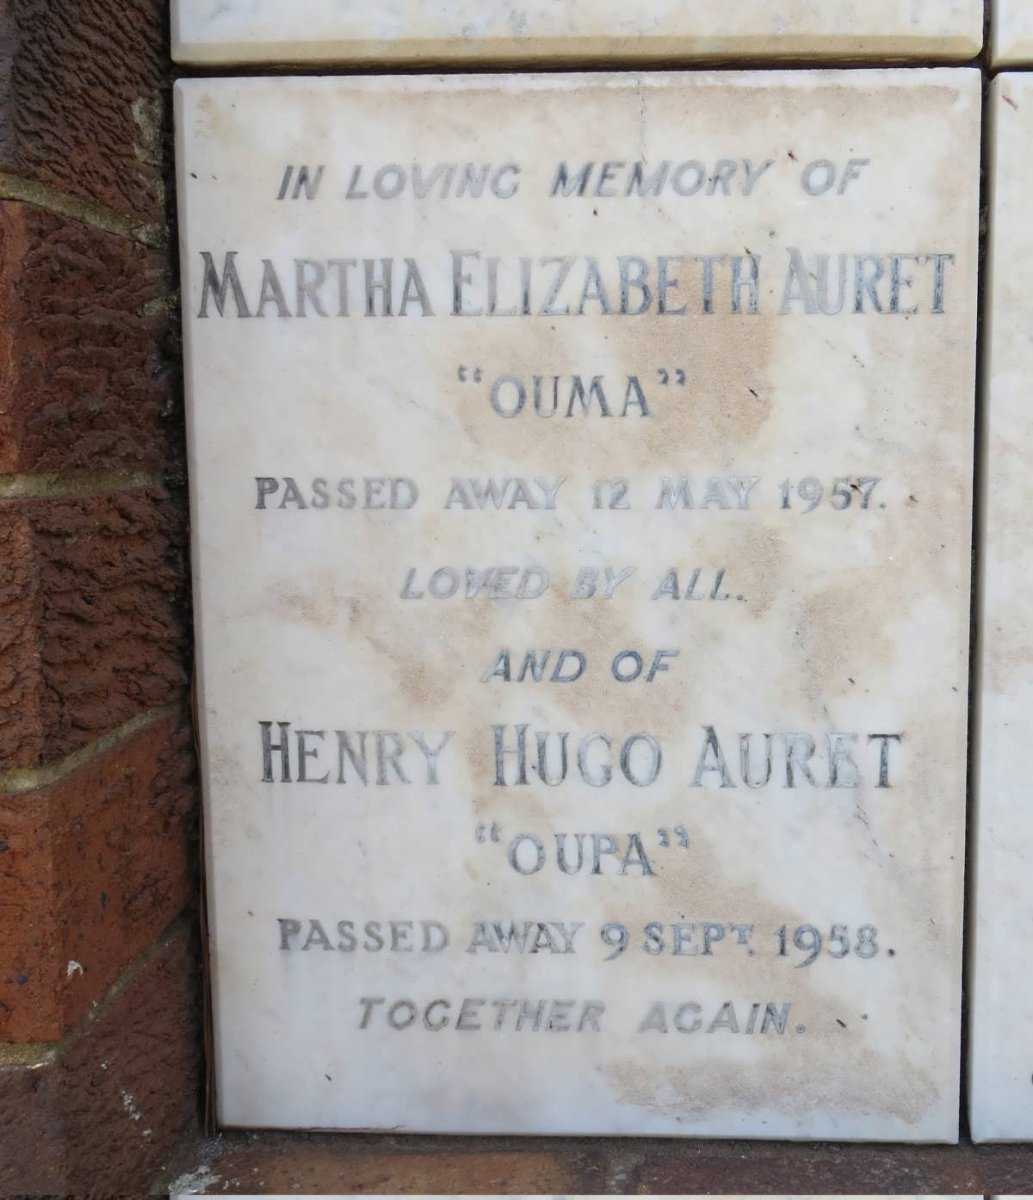 IN LOVING MEMORY OF
MARTHA ELIZABETH AURET
"OUMA"
PASSED AWAY 12 MAY 1957.
LOVED BY ALL.
AND OF
HENRY HUGO AURET
"OUPA"
PASSED AWAY 9 SEPT. 1958.
TOGETHER AGAIN.